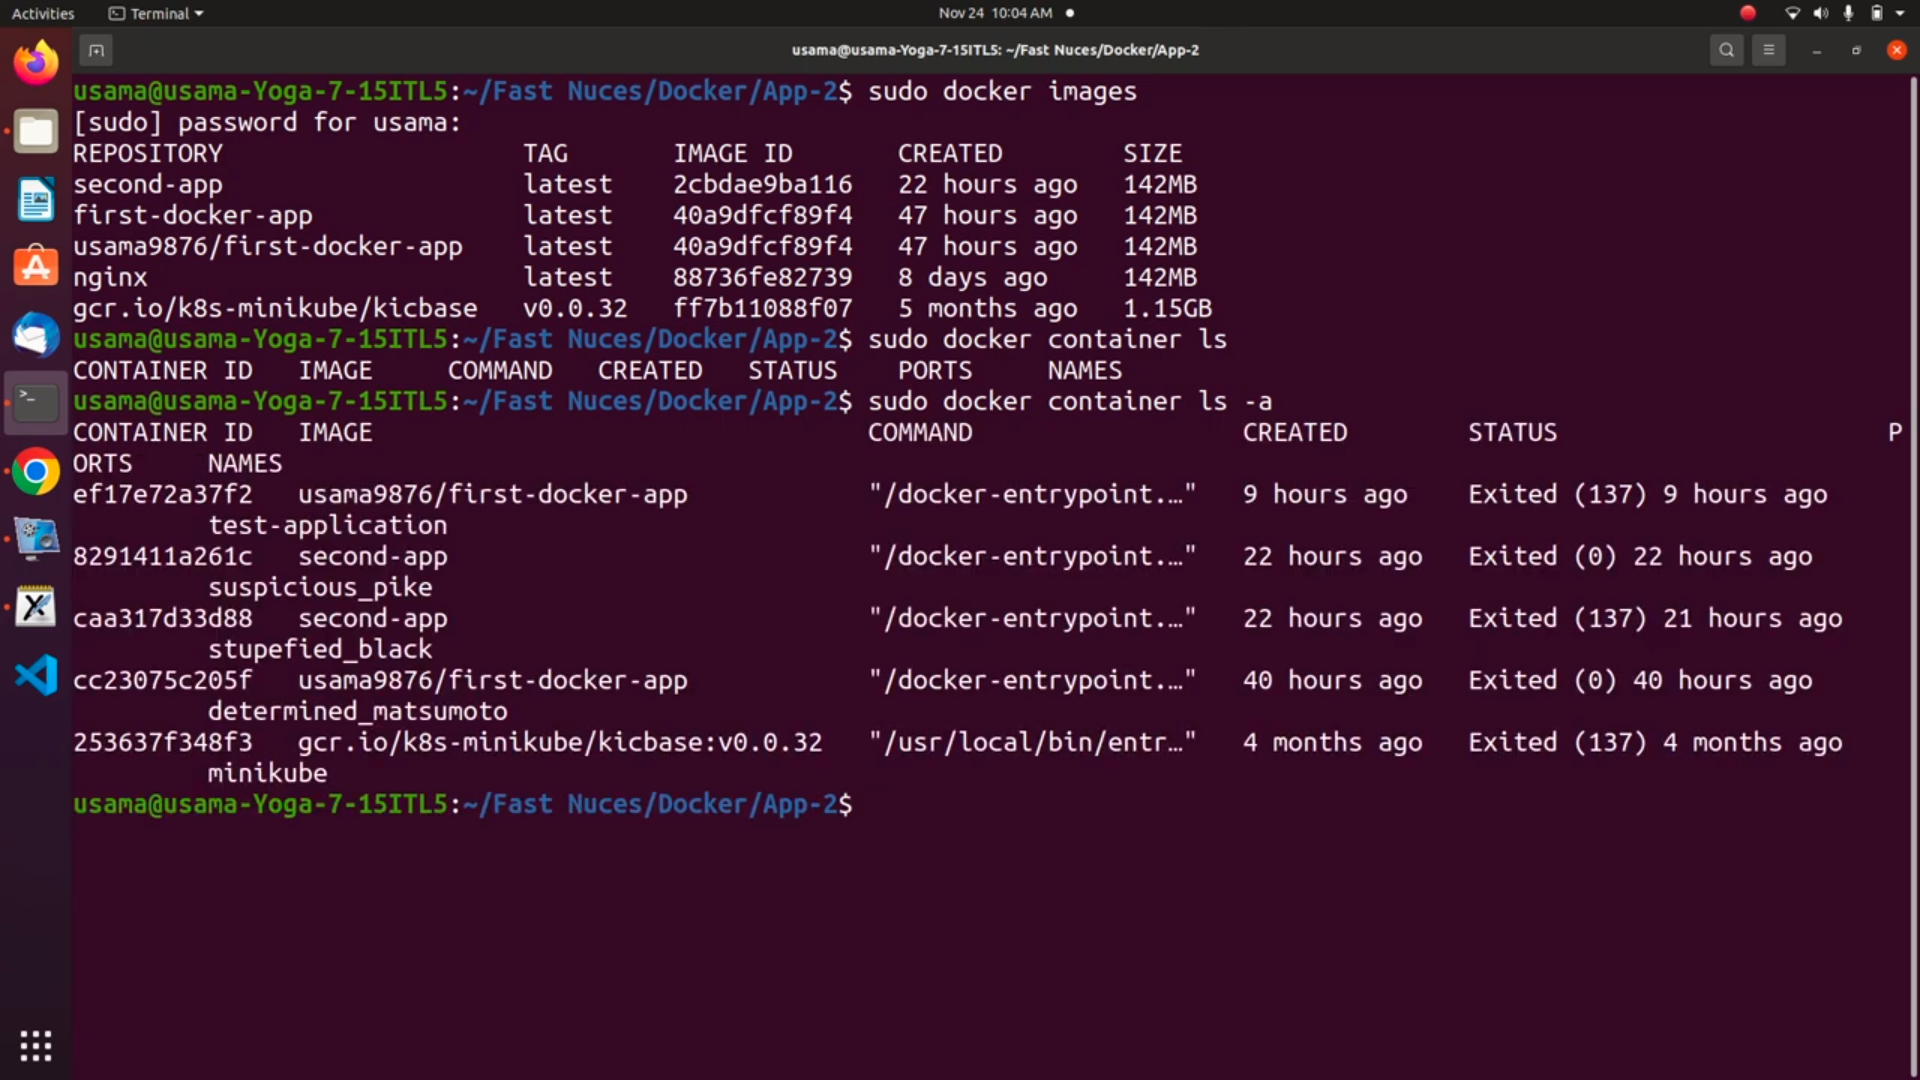 Activities Terminal Nov 24 10:04 AM
usama@usama-Yoga-7-15ITL5: ~/Fast Nuces/Docker/App-2
usama@usama-Yoga-7-15ITL5:~/Fast Nuces/Docker/App-2$ sudo docker images
[sudo] password for usama:
REPOSITORY TAG IMAGE ID CREATED SIZE
second-app latest 2cbdae9ba116 22 hours ago 142MB
first-docker-app latest 40a9dfcf89f4 47 hours ago 142MB
usama9876/first-docker-app latest 40a9dfcf89f4 47 hours ago 142MB
nginx latest 88736fe82739 8 days ago 142MB
gcr.io/k8s-minikube/kicbase v0.0.32 ff7b11088f07 5 months ago 1.15GB
usama@usama-Yoga-7-15ITL5:~/Fast Nuces/Docker/App-2$ sudo docker container ls
CONTAINER ID IMAGE COMMAND CREATED STATUS PORTS NAMES
usama@usama-Yoga-7-15ITL5:~/Fast Nuces/Docker/App-2$ sudo docker container ls -a
CONTAINER ID IMAGE COMMAND CREATED STATUS P
ORTS NAMES
ef17e72a37f2 usama9876/first-docker-app "/docker-entrypoint.…" 9 hours ago Exited (137) 9 hours ago
test-application
8291411a261c second-app "/docker-entrypoint.…" 22 hours ago Exited (0) 22 hours ago
suspicious_pike
caa317d33d88 second-app "/docker-entrypoint.…" 22 hours ago Exited (137) 21 hours ago
stupefied_black
cc23075c205f usama9876/first-docker-app "/docker-entrypoint.…" 40 hours ago Exited (0) 40 hours ago
determined_matsumoto
253637f348f3 gcr.io/k8s-minikube/kicbase:v0.0.32 "/usr/local/bin/entr…" 4 months ago Exited (137) 4 months ago
minikube
usama@usama-Yoga-7-15ITL5:~/Fast Nuces/Docker/App-2$